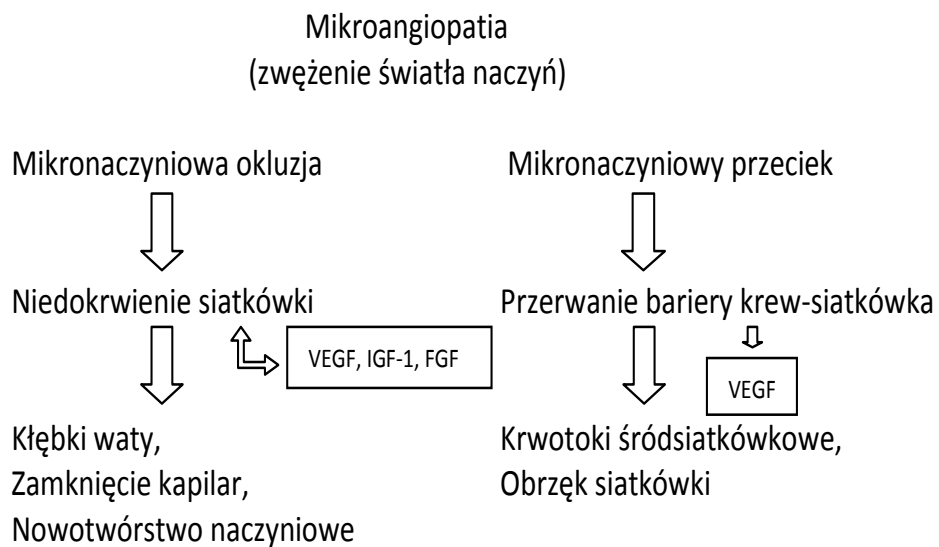 Mikroangiopatia
(zwężenie światła naczyń)
Mikronaczyniowa okluzja
Mikronaczyniowy przeciek
Niedokrwienie siatkówki
Przerwanie bariery krew-siatkówka
VEGF, IGF-1, FGF
VEGF
Kłębki waty,
Zamknięcie kapilar,
Nowotwórstwo naczyniowe
Krwotoki śródsiatkówkowe,
Obrzęk siatkówki